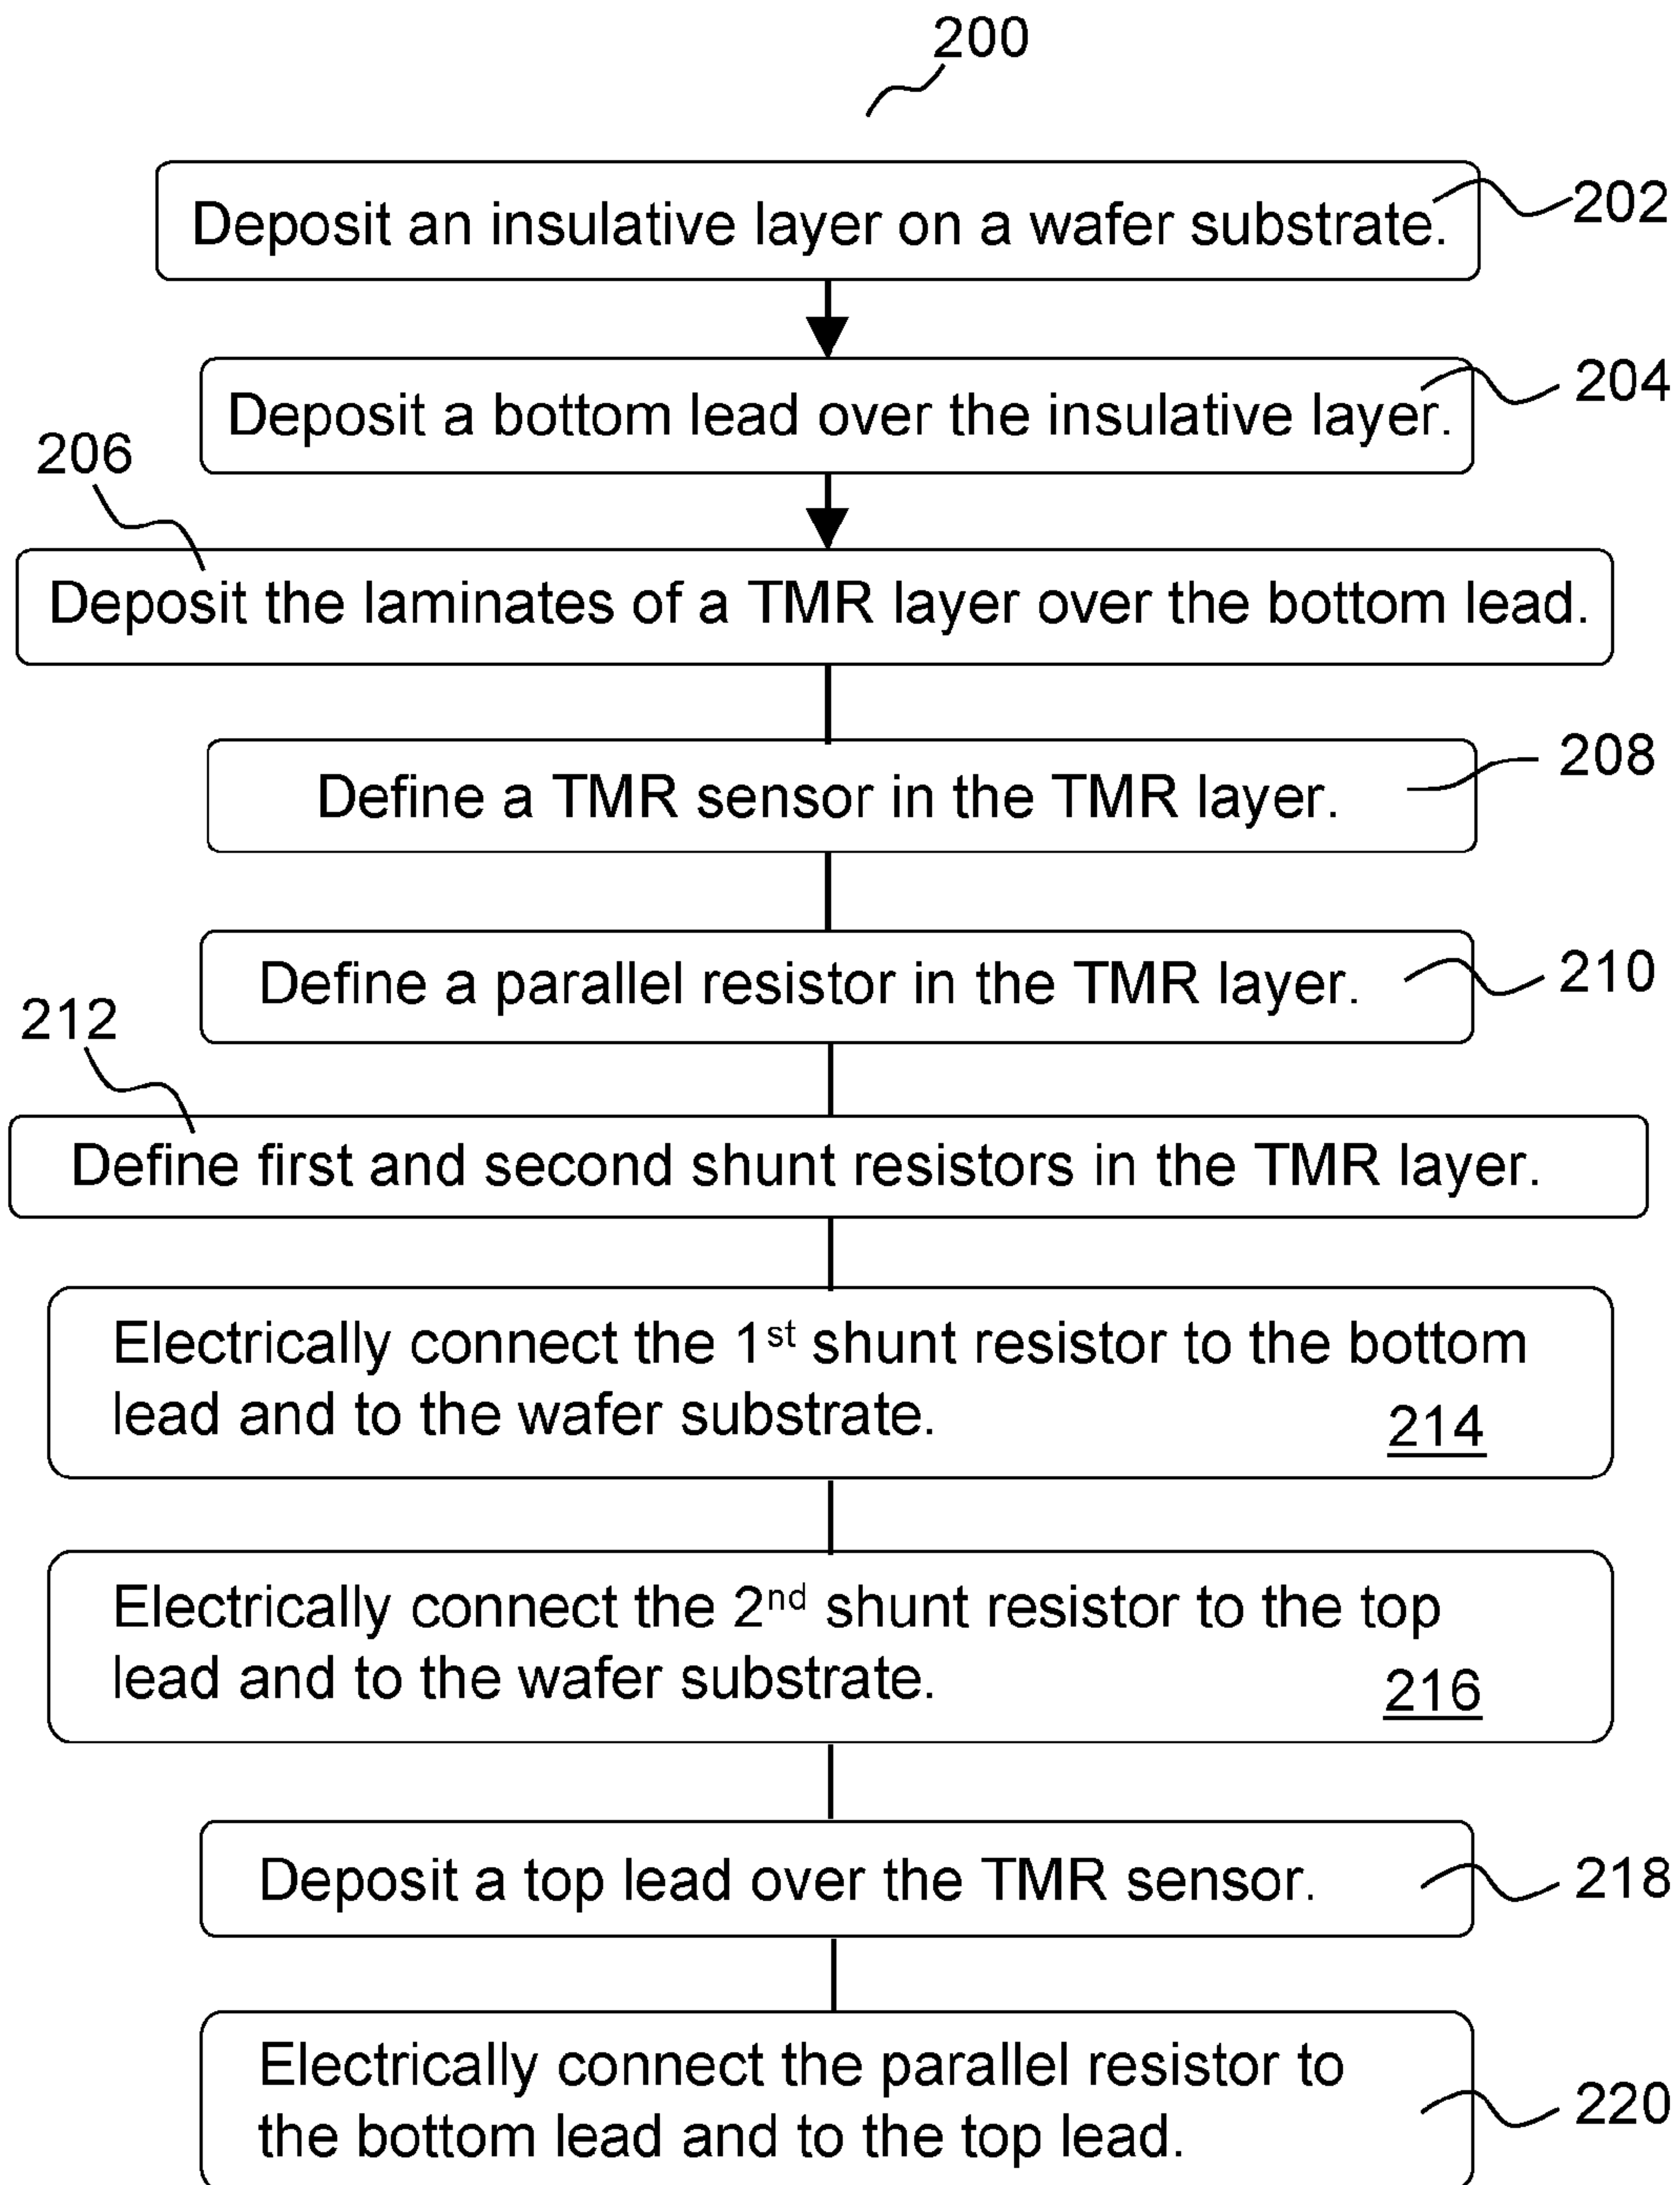 200
Deposit an insulative layer on a wafer substrate.
202
Deposit a bottom lead over the insulative layer.
204
206
Deposit the laminates of a TMR layer over the bottom lead.
Define a TMR sensor in the TMR layer.
208
Define a parallel resistor in the TMR layer.
210
212
Define first and second shunt resistors in the TMR layer.
Electrically connect the 1st shunt resistor to the bottom
lead and to the wafer substrate.
214
Electrically connect the 2nd shunt resistor to the top
lead and to the wafer substrate.
216
Deposit a top lead over the TMR sensor.
218
Electrically connect the parallel resistor to
the bottom lead and to the top lead.
220